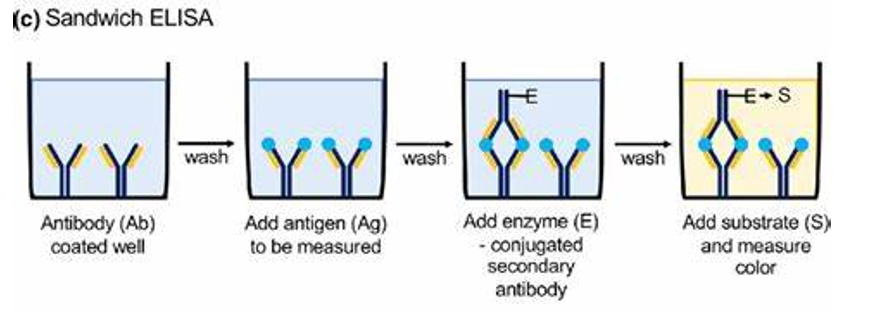 (c) Sandwich ELISA
E
E → S
wash
wash
wash
Antibody (Ab)
coated well
Add antigen (Ag)
to be measured
Add enzyme (E)
- conjugated
secondary
antibody
Add substrate (S)
and measure
color